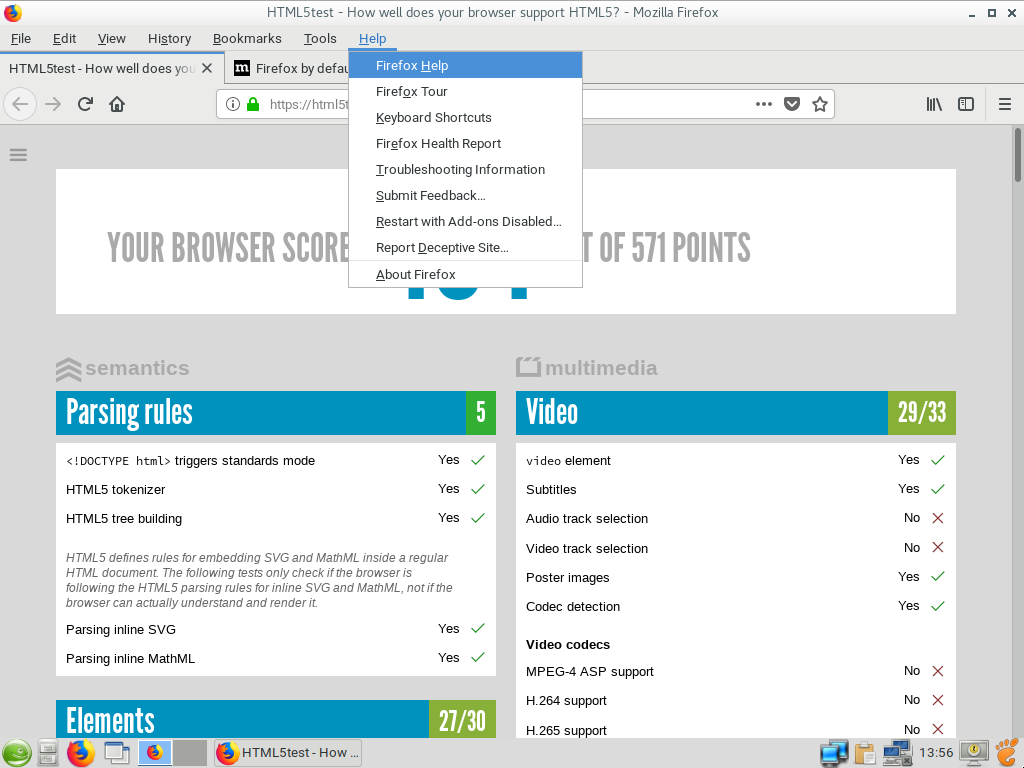 HTML5test - How well does your browser support HTML5? - Mozilla Firefox
File Edit View History Bookmarks Tools Help
HTML5test - How well does you
m Firefox by defau
https://html5t
Firefox Help
Firefox Tour
Keyboard Shortcuts
Firefox Health Report
Troubleshooting Information
Submit Feedback...
Restart with Add-ons Disabled...
Report Deceptive Site...
About Firefox
YOUR BROWSER SCORE
T OF 571 POINTS
semantics
Parsing rules 5
<!DOCTYPE html> triggers standards mode Yes
HTML5 tokenizer Yes
HTML5 tree building Yes
HTML5 defines rules for embedding SVG and MathML inside a regular
HTML document. The following tests only check if the browser is
following the HTML5 parsing rules for inline SVG and MathML, not if the
browser can actually understand and render it.
Parsing inline SVG Yes
Parsing inline MathML Yes
Elements 27/30
multimedia
Video 29/33
video element Yes
Subtitles Yes
Audio track selection No
Video track selection No
Poster images Yes
Codec detection Yes
Video codecs
MPEG-4 ASP support No
H.264 support No
H.265 support No
HTML5test - How ...
13:56